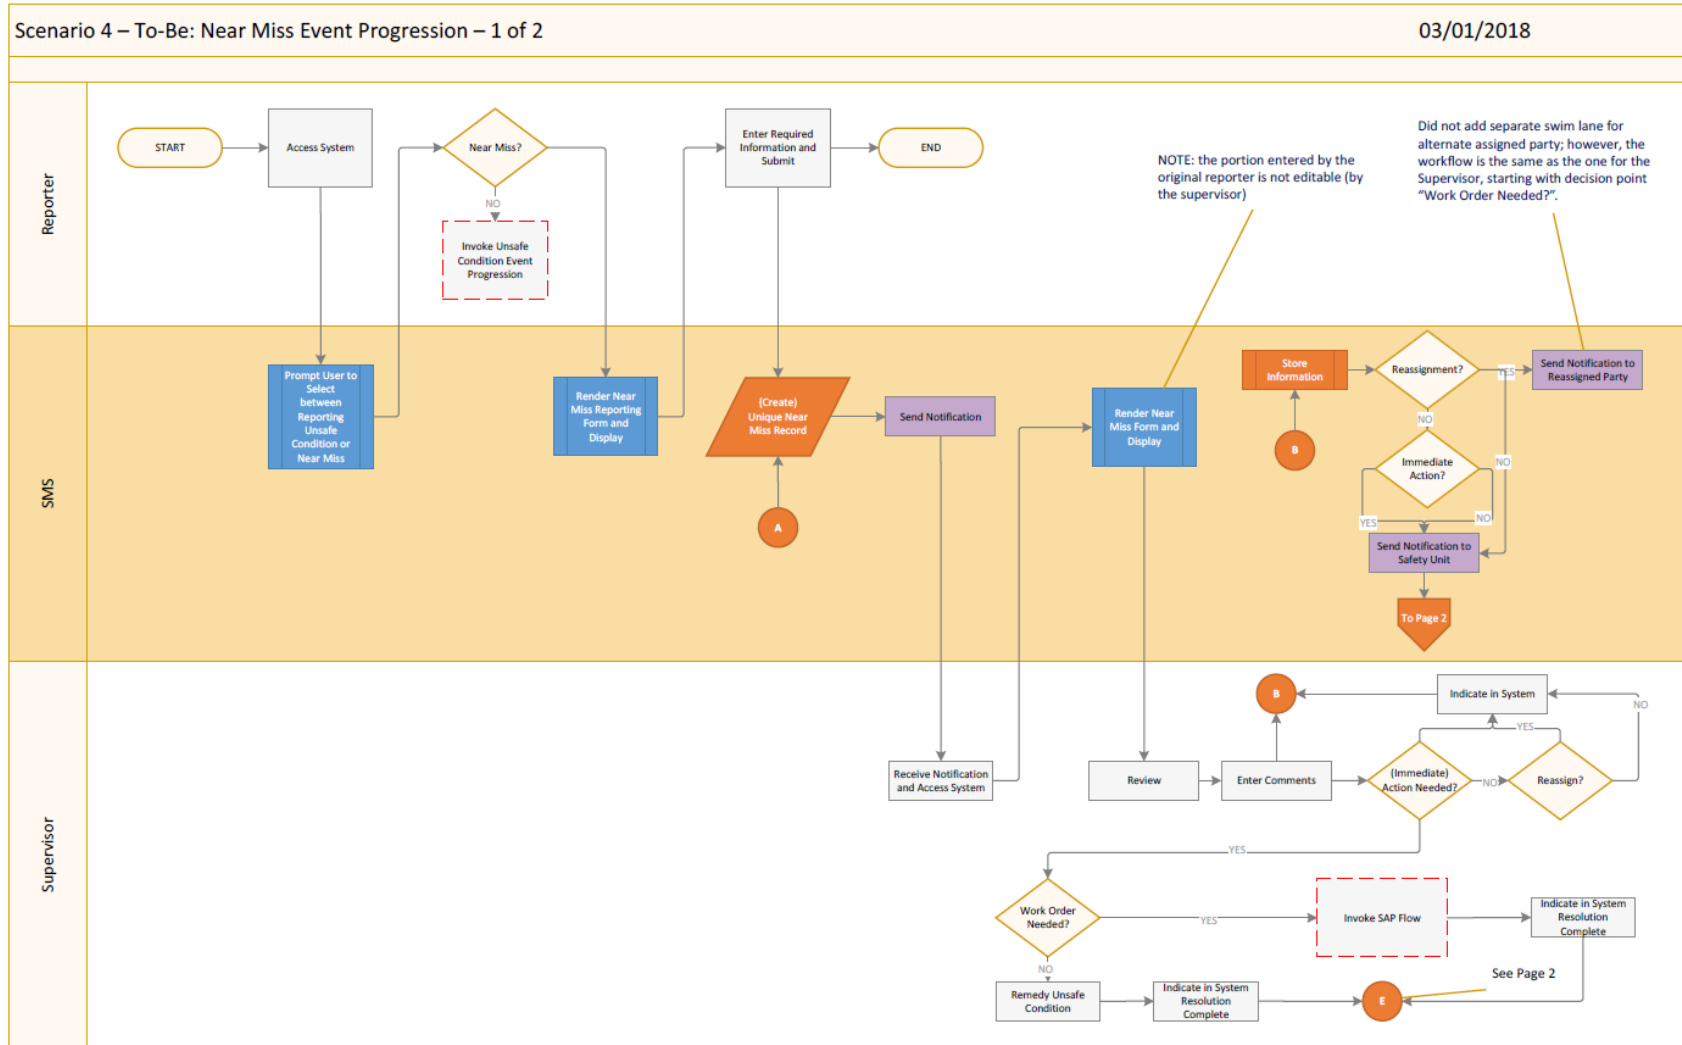 Scenario 4 – To-Be: Near Miss Event Progression – 1 of 2
03/01/2018
Reporter
START
Access System
Near Miss?
NO
Invoke Unsafe
Condition Event
Progression
Enter Required
Information and
Submit
END
NOTE: the portion entered by the
original reporter is not editable (by
the supervisor)
Did not add separate swim lane for
alternate assigned party; however, the
workflow is the same as the one for the
Supervisor, starting with decision point
“Work Order Needed?”.
SMS
Prompt User to
Select
between
Reporting
Unsafe
Condition or
Near Miss
Render Near
Miss Reporting
Form and
Display
(Create)
Unique Near
Miss Record
A
Send Notification
Render Near
Miss Form and
Display
Store
Information
B
Reassignment?
YES
Send Notification to
Reassigned Party
NO
NO
Immediate
Action?
YES
NO
Send Notification to
Safety Unit
To Page 2
Supervisor
Receive Notification
and Access System
Review
Enter Comments
B
Indicate in System
NO
YES
(Immediate)
Action Needed?
NO
Reassign?
YES
Work Order
Needed?
YES
Invoke SAP Flow
Indicate in System
Resolution
Complete
NO
See Page 2
Remedy Unsafe
Condition
Indicate in System
Resolution
Complete
E